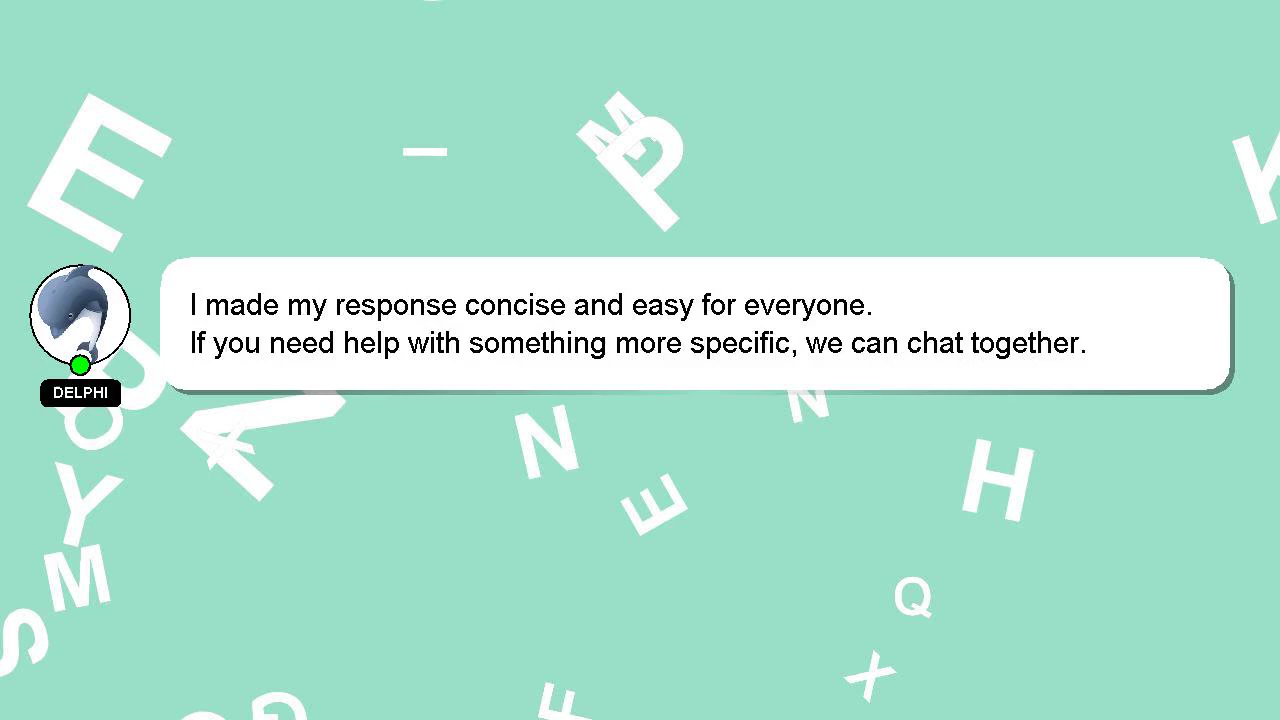 E
M
P
K
I made my response concise and easy for everyone.
If you need help with something more specific, we can chat together.
DELPHI
N
N
A
Y
E
H
M
Q
S
X
G
F